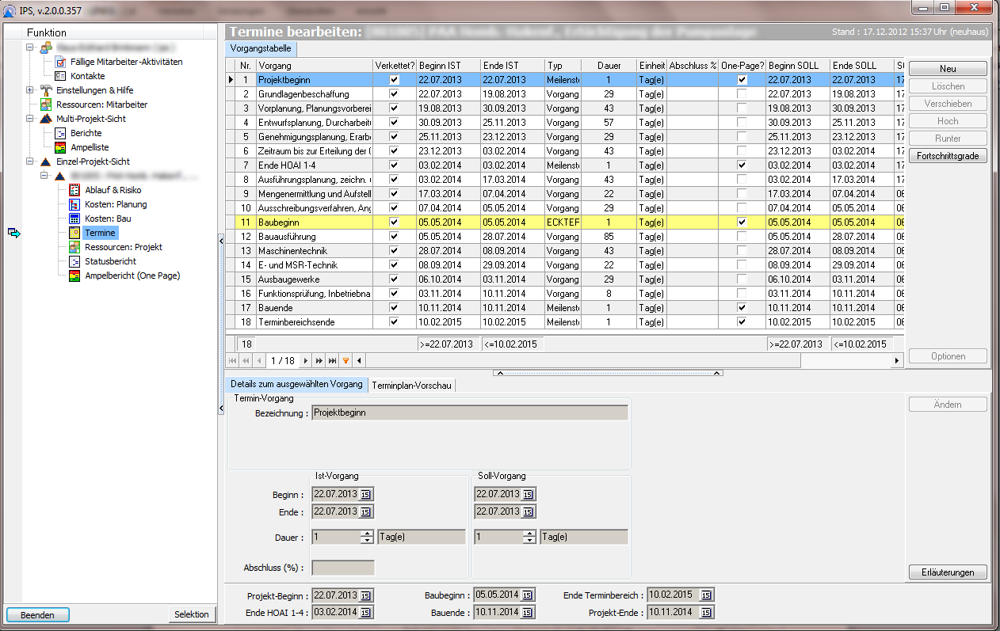 IPS, v.2.0.0.357
Funktion
Fällige Mitarbeiter-Aktivitäten
Kontakte
Einstellungen & Hilfe
Ressourcen: Mitarbeiter
Multi-Projekt-Sicht
Berichte
Ampelliste
Einzel-Projekt-Sicht
Ablauf & Risiko
Kosten: Planung
Kosten: Bau
Termine
Ressourcen: Projekt
Statusbericht
Ampelbericht (One Page)
Beenden Selektion
Termine bearbeiten: Stand : 17.12.2012 15:37 Uhr (neuhaus)
Vorgangstabelle
Nr. Vorgang Verkettet? Beginn IST Ende IST Typ Dauer Einheit Abschluss % One-Page? Beginn SOLL Ende SOLL
1 Projektbeginn 22.07.2013 22.07.2013 Meilenst 1 Tag(e) 22.07.2013 22.07.2013 17
2 Grundlagenbeschaffung 22.07.2013 19.08.2013 Vorgang 29 Tag(e) 22.07.2013 19.08.2013 17
3 Vorplanung, Planungsvorberei 19.08.2013 30.09.2013 Vorgang 43 Tag(e) 19.08.2013 30.09.2013 17
4 Entwurfsplanung, Durcharbeit 30.09.2013 25.11.2013 Vorgang 57 Tag(e) 30.09.2013 25.11.2013 17
5 Genehmigungsplanung, Erarb 25.11.2013 23.12.2013 Vorgang 29 Tag(e) 25.11.2013 23.12.2013 06
6 Zeitraum bis zur Erteilung der 23.12.2013 03.02.2014 Vorgang 43 Tag(e) 23.12.2013 03.02.2014 17
7 Ende HOAI 1-4 03.02.2014 03.02.2014 Meilenst 1 Tag(e) 03.02.2014 03.02.2014 17
8 Ausführungsplanung, zeichn. 03.02.2014 17.03.2014 Vorgang 43 Tag(e) 03.02.2014 17.03.2014 17
9 Mengenermittlung und Aufstell 17.03.2014 07.04.2014 Vorgang 22 Tag(e) 17.03.2014 07.04.2014 06
10 Ausschreibungsverfahren, Ang 07.04.2014 05.05.2014 Vorgang 29 Tag(e) 07.04.2014 05.05.2014 06
11 Baubeginn 05.05.2014 05.05.2014 ECKTEF 1 Tag(e) 05.05.2014 05.05.2014 06
12 Bauausführung 05.05.2014 28.07.2014 Vorgang 85 Tag(e) 05.05.2014 28.07.2014 06
13 Maschinentechnik 28.07.2014 08.09.2014 Vorgang 43 Tag(e) 28.07.2014 08.09.2014 06
14 E- und MSR-Technik 08.09.2014 29.09.2014 Vorgang 22 Tag(e) 08.09.2014 29.09.2014 06
15 Ausbaugewerke 06.10.2014 03.11.2014 Vorgang 29 Tag(e) 06.10.2014 03.11.2014 06
16 Funktionsprüfung, Inbetriebna 03.11.2014 10.11.2014 Vorgang 8 Tag(e) 03.11.2014 10.11.2014 06
17 Bauende 10.11.2014 10.11.2014 Meilenst 1 Tag(e) 10.11.2014 10.11.2014 06
18 Terminbereichsende 10.02.2015 10.02.2015 Meilenst 1 Tag(e) 10.02.2015 10.02.2015 06
18 >=22.07.2013 <=10.02.2015 >=22.07.2013 <=10.02.2015
1 / 18
Neu
Löschen
Verschieben
Hoch
Runter
Fortschrittsgrade
Optionen
Details zum ausgewählten Vorgang Terminplan-Vorschau
Termin-Vorgang
Bezeichnung : Projektbeginn
Ändern
Ist-Vorgang Soll-Vorgang
Beginn : 22.07.2013 15 22.07.2013 15
Ende : 22.07.2013 15 22.07.2013 15
Dauer : 1 Tag(e) 1 Tag(e)
Abschluss (%) :
Erläuterungen
Projekt-Beginn : 22.07.2013 15 Baubeginn : 05.05.2014 15 Ende Terminbereich : 10.02.2015 15
Ende HOAI 1-4 : 03.02.2014 15 Bauende : 10.11.2014 15 Projekt-Ende : 10.11.2014 15